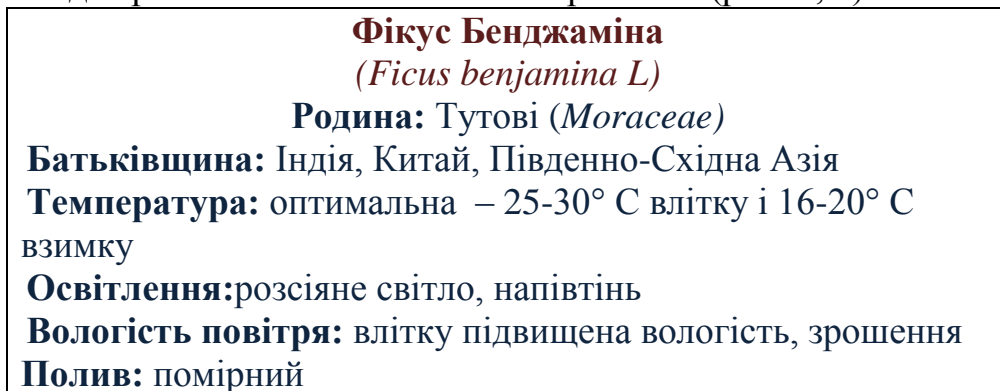 Фікус Бенджаміна
(Ficus benjamina L)
Родина: Тутові (Moraceae)
Батьківщина: Індія, Китай, Південно-Східна Азія
Температура: оптимальна – 25-30° С влітку і 16-20° С
взимку
Освітлення:розсіяне світло, напівтінь
Вологість повітря: влітку підвищена вологість, зрошення
Полив: помірний